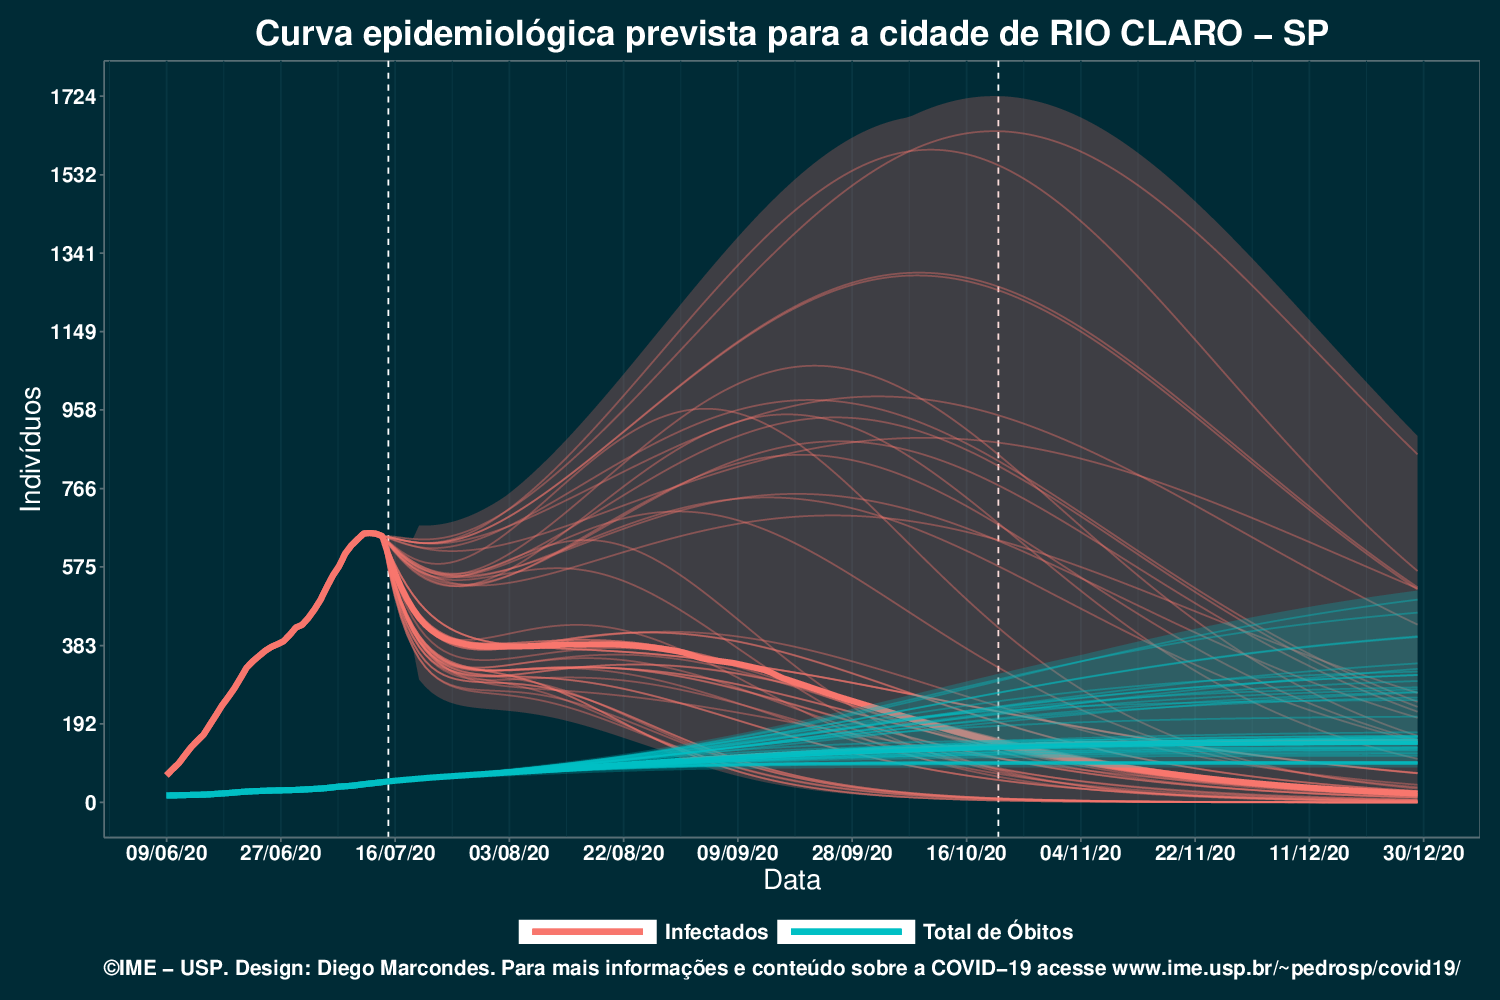 Curva epidemiológica prevista para a cidade de RIO CLARO – SP
1724
1532
1341
1149
958
766
575
383
192
0
Indivíduos
09/06/20 27/06/20 16/07/20 03/08/20 22/08/20 09/09/20 28/09/20 16/10/20 04/11/20 22/11/20 11/12/20 30/12/20
Data
Infectados Total de Óbitos
©IME – USP. Design: Diego Marcondes. Para mais informações e conteúdo sobre a COVID–19 acesse www.ime.usp.br/~pedrosp/covid19/